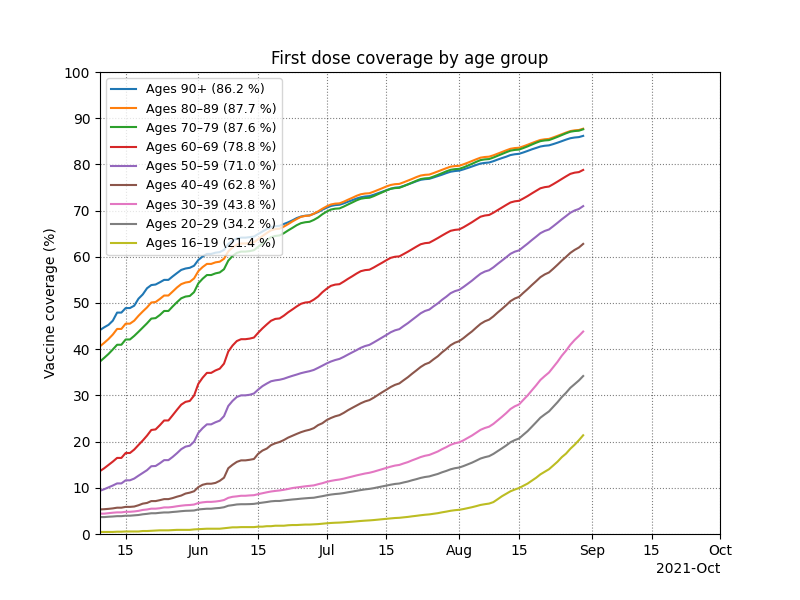 First dose coverage by age group
Vaccine coverage (%)
100
90
80
70
60
50
40
30
20
10
0
Ages 90+ (86.2 %)
Ages 80–89 (87.7 %)
Ages 70–79 (87.6 %)
Ages 60–69 (78.8 %)
Ages 50–59 (71.0 %)
Ages 40–49 (62.8 %)
Ages 30–39 (43.8 %)
Ages 20–29 (34.2 %)
Ages 16–19 (21.4 %)
15 Jun 15 Jul 15 Aug 15 Sep 15 Oct
2021-Oct